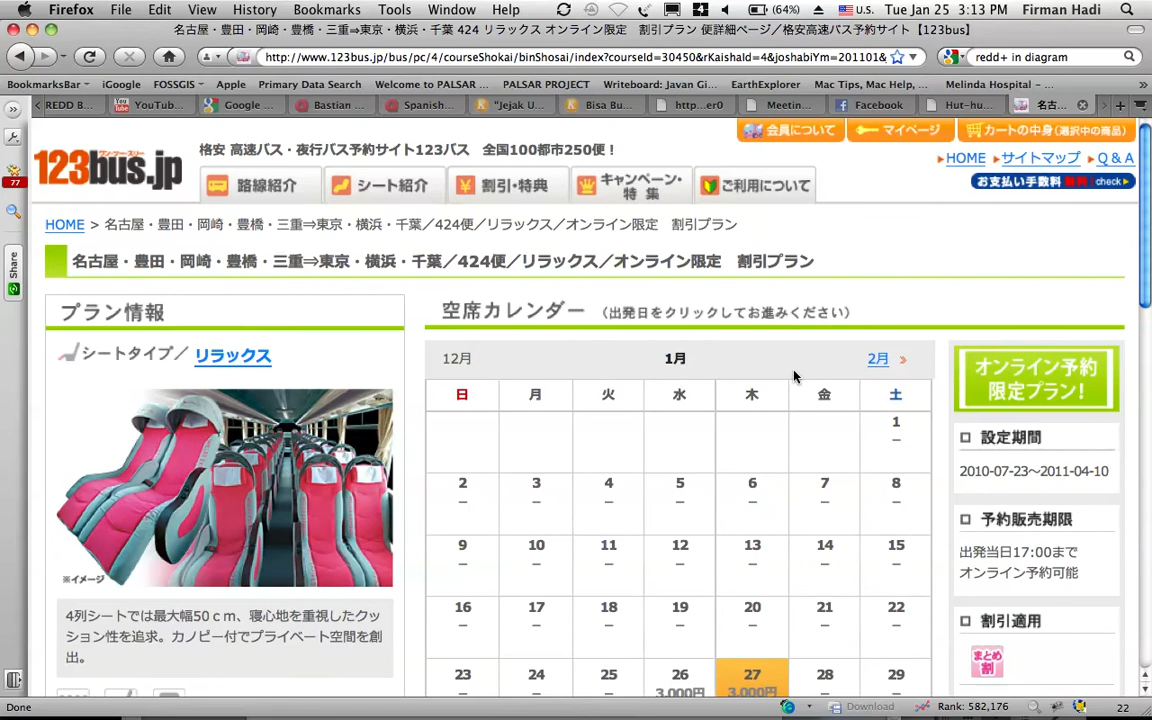 Firefox File Edit View History Bookmarks Tools Window Help (64%) U.S. Tue Jan 25 3:13 PM Firman Hadi
名古屋・豊田・岡崎・豊橋・三重⇒東京・横浜・千葉 424 リラックス オンライン限定 割引プラン 便詳細ページ／格安高速バス予約サイト【123bus】
http://www.123bus.jp/bus/pc/4/courseShokai/binShosai/index?courseId=30450&rKaishaId=4&joshabiYm=201101& redd+ in diagram
BookmarksBar iGoogle FOSSGIS Apple Primary Data Search Welcome to PALSAR ... PALSAR PROJECT Writeboard: Javan Gi... EarthExplorer Mac Tips, Mac Help, ... Melinda Hospital – ...
REDD B... YouTub... Google ... Bastian ... Spanish... "Jejak U... Bisa Bu... http...er0 Meetin... Facebook Hut-hu... 名古...
会員について マイページ カートの中身(選択中の商品)
123bus.jp
格安 高速バス・夜行バス予約サイト123バス 全国100都市250便！
HOME サイトマップ Q & A
お支払い手数料 無料 check
路線紹介 シート紹介 割引・特典 キャンペーン・特集 ご利用について
77
HOME > 名古屋・豊田・岡崎・豊橋・三重⇒東京・横浜・千葉／424便／リラックス／オンライン限定 割引プラン
Share
名古屋・豊田・岡崎・豊橋・三重⇒東京・横浜・千葉／424便／リラックス／オンライン限定 割引プラン
プラン情報
シートタイプ／ リラックス
※イメージ
4列シートでは最大幅50ｃｍ、寝心地を重視したクッ
ション性を追求。カノピー付でプライベート空間を創
出。
空席カレンダー （出発日をクリックしてお進みください）
12月 1月 2月 »
日 月 火 水 木 金 土
1
–
2 3 4 5 6 7 8
– – – – – – –
9 10 11 12 13 14 15
– – – – – – –
16 17 18 19 20 21 22
– – – – – – –
23 24 25 26 27 28 29
– – – 3,000円 3,000円 – –
オンライン予約
限定プラン!
設定期間
2010-07-23～2011-04-10
予約販売期限
出発当日17:00まで
オンライン予約可能
割引適用
まとめ
割
Done Download Rank: 582,176 22